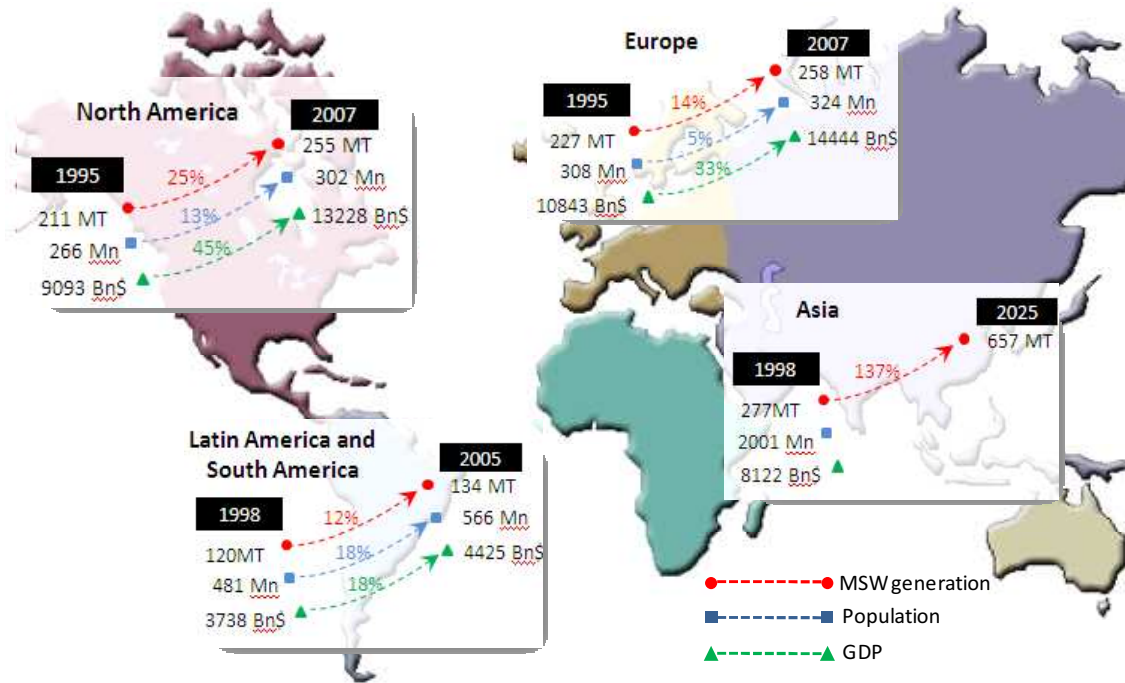 North America
1995
211 MT
266 Mn
9093 Bn$
25%
13%
45%
2007
255 MT
302 Mn
13228 Bn$
Europe
1995
227 MT
308 Mn
10843 Bn$
14%
5%
33%
2007
258 MT
324 Mn
14444 Bn$
Latin America and
South America
1998
120MT
481 Mn
3738 Bn$
12%
18%
18%
2005
134 MT
566 Mn
4425 Bn$
Asia
1998
277MT
2001 Mn
8122 Bn$
137%
2025
657 MT
MSW generation
Population
GDP